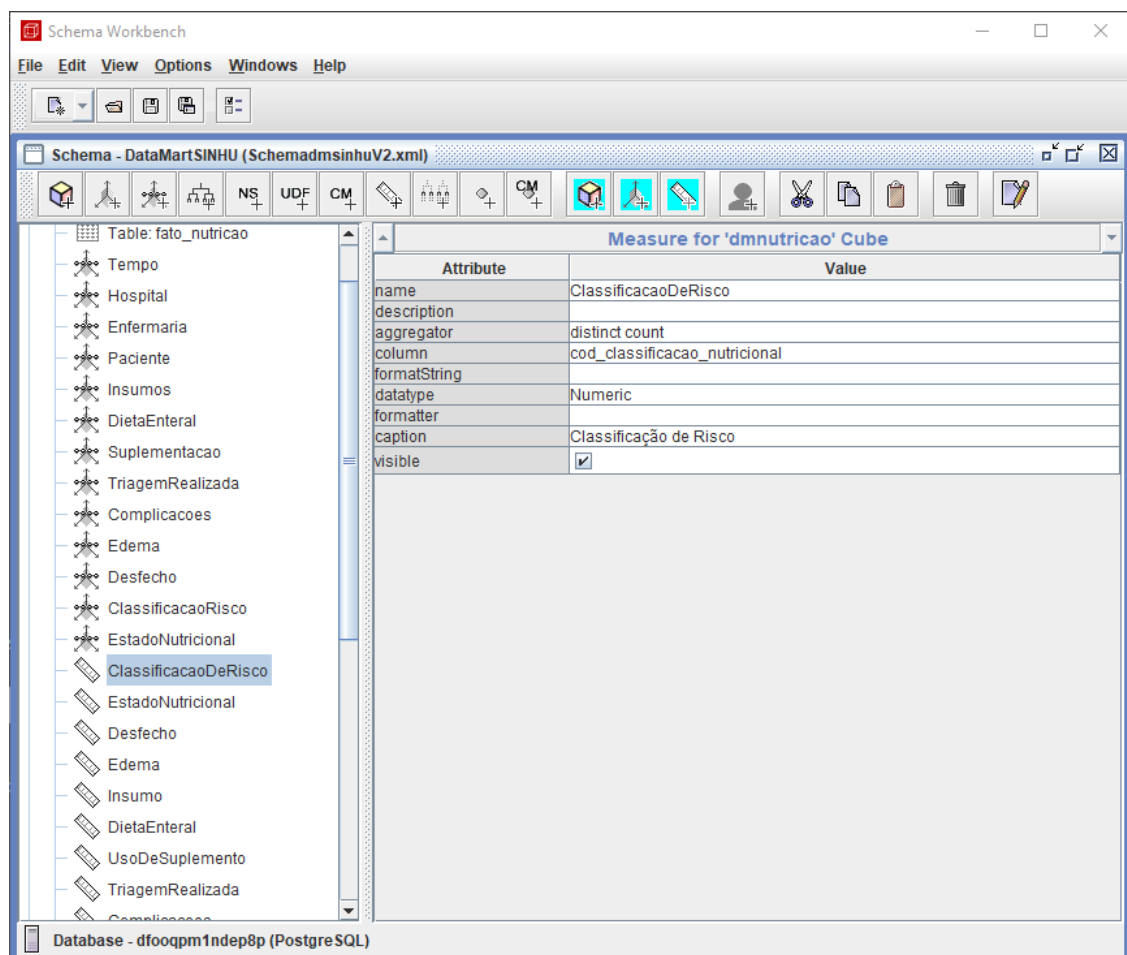 Schema Workbench
File Edit View Options Windows Help
Schema - DataMartSINHU (SchemadmsinhuV2.xml)
NS UDF CM CM
Table: fato_nutricao
Tempo
Hospital
Enfermaria
Paciente
Insumos
DietaEnteral
Suplementacao
TriagemRealizada
Complicacoes
Edema
Desfecho
ClassificacaoRisco
EstadoNutricional
ClassificacaoDeRisco
EstadoNutricional
Desfecho
Edema
Insumo
DietaEnteral
UsoDeSuplemento
TriagemRealizada
Complicacoes
Measure for 'dmnutricao' Cube
Attribute Value
name ClassificacaoDeRisco
description
aggregator distinct count
column cod_classificacao_nutricional
formatString
datatype Numeric
formatter
caption Classificação de Risco
visible
Database - dfooqpm1ndep8p (PostgreSQL)